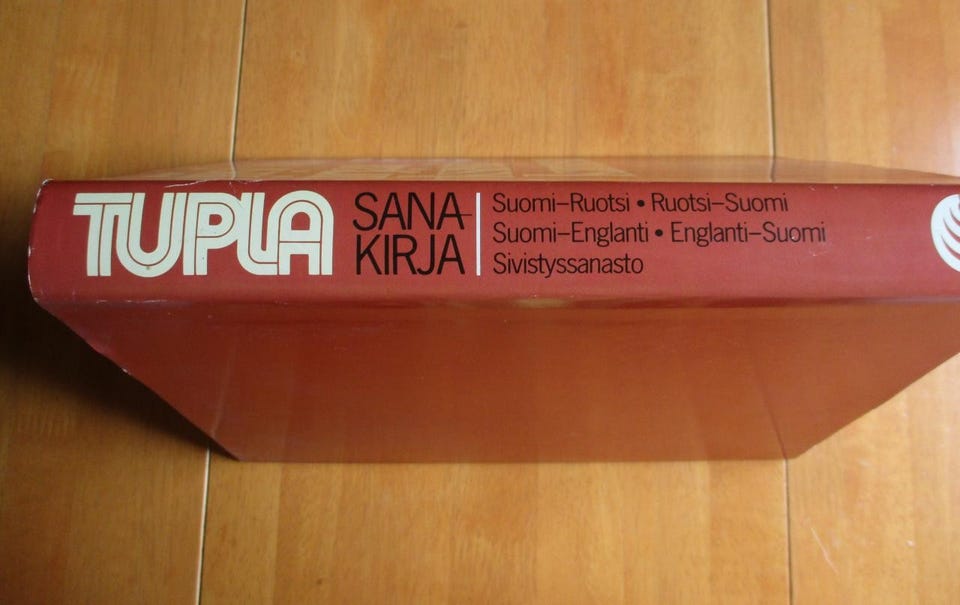 TUPLA
SANA-
KIRJA
Suomi–Ruotsi • Ruotsi–Suomi
Suomi–Englanti • Englanti–Suomi
Sivistyssanasto